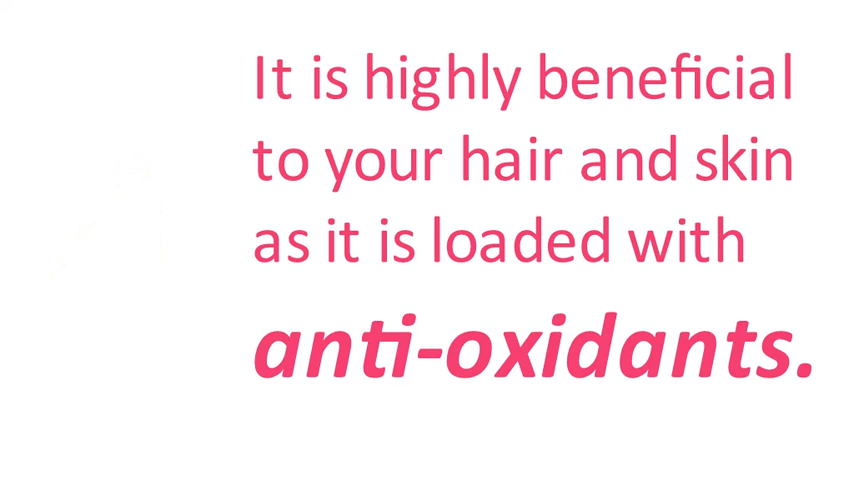 It is highly beneficial
to your hair and skin
as it is loaded with
anti-oxidants.